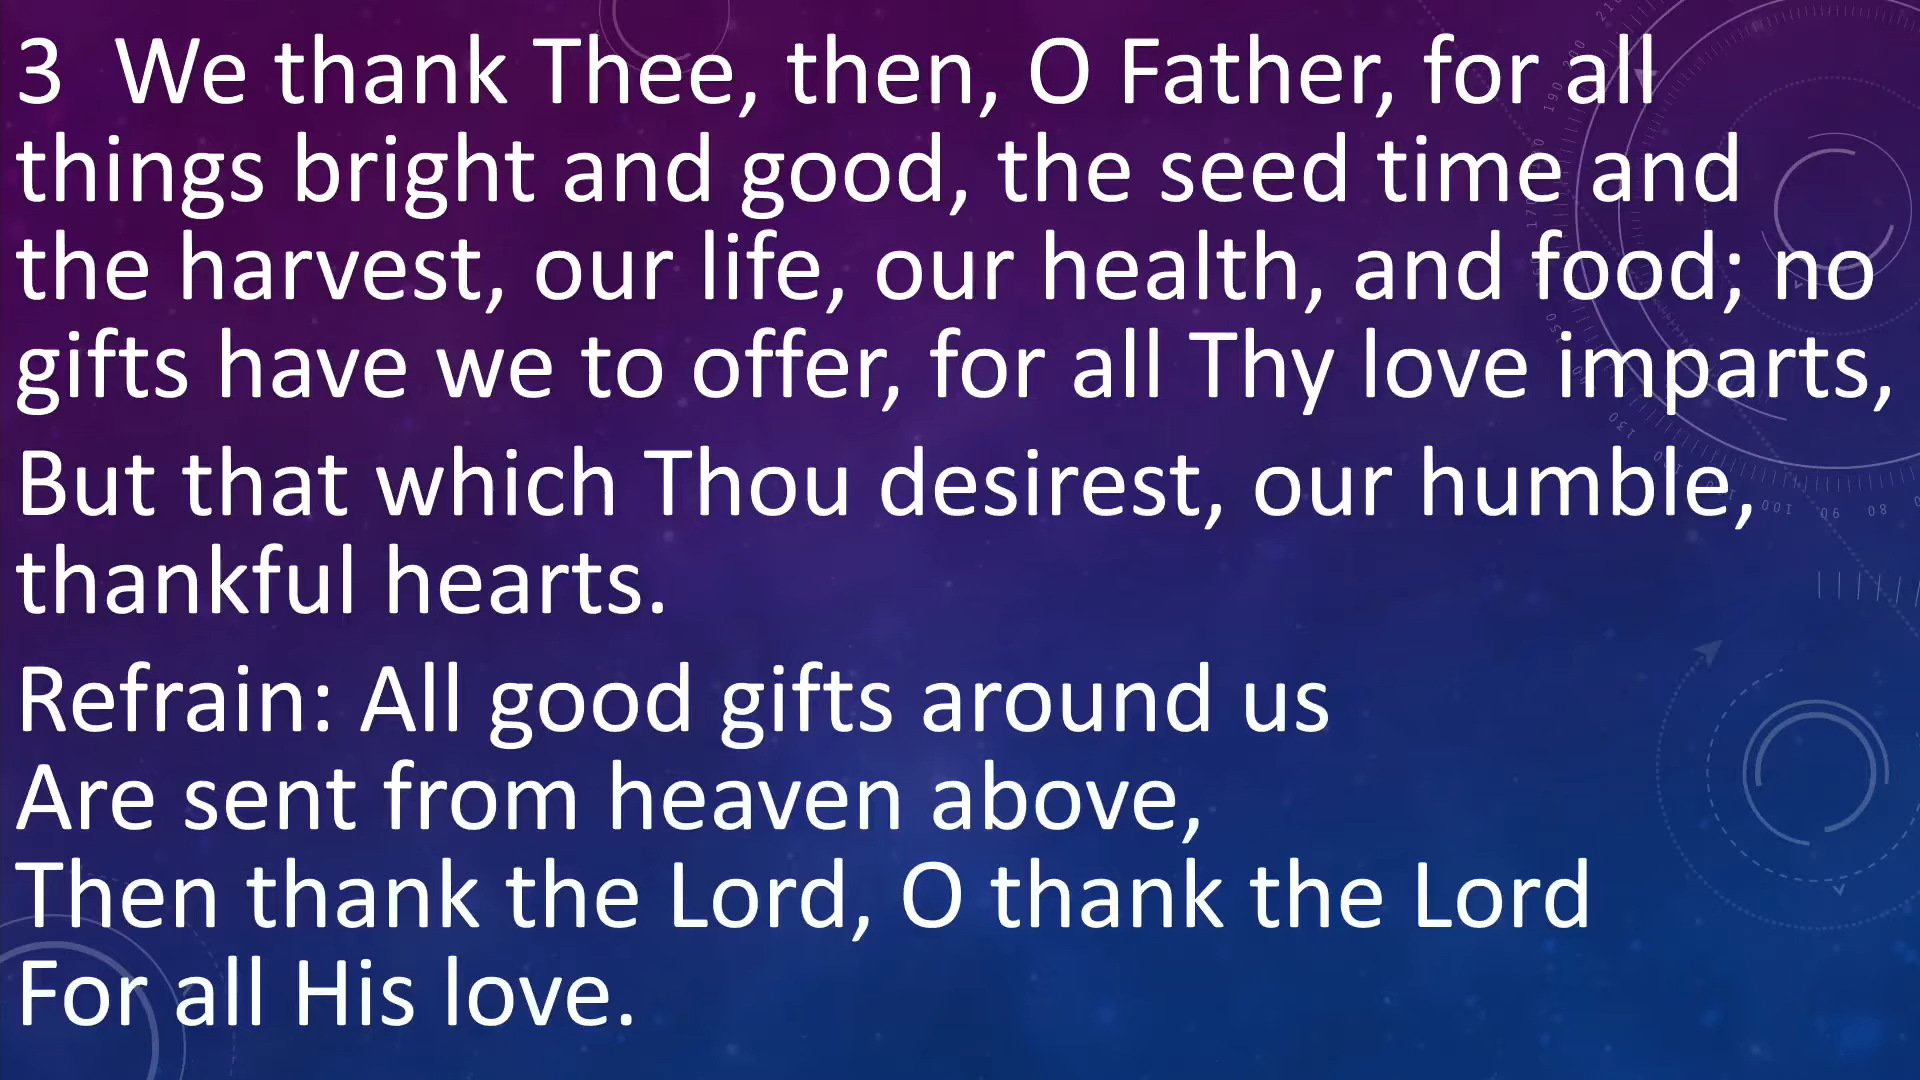 3 We thank Thee, then, O Father, for all
things bright and good, the seed time and
the harvest, our life, our health, and food; no
gifts have we to offer, for all Thy love imparts,
But that which Thou desirest, our humble,
thankful hearts.
Refrain: All good gifts around us
Are sent from heaven above,
Then thank the Lord, O thank the Lord
For all His love.